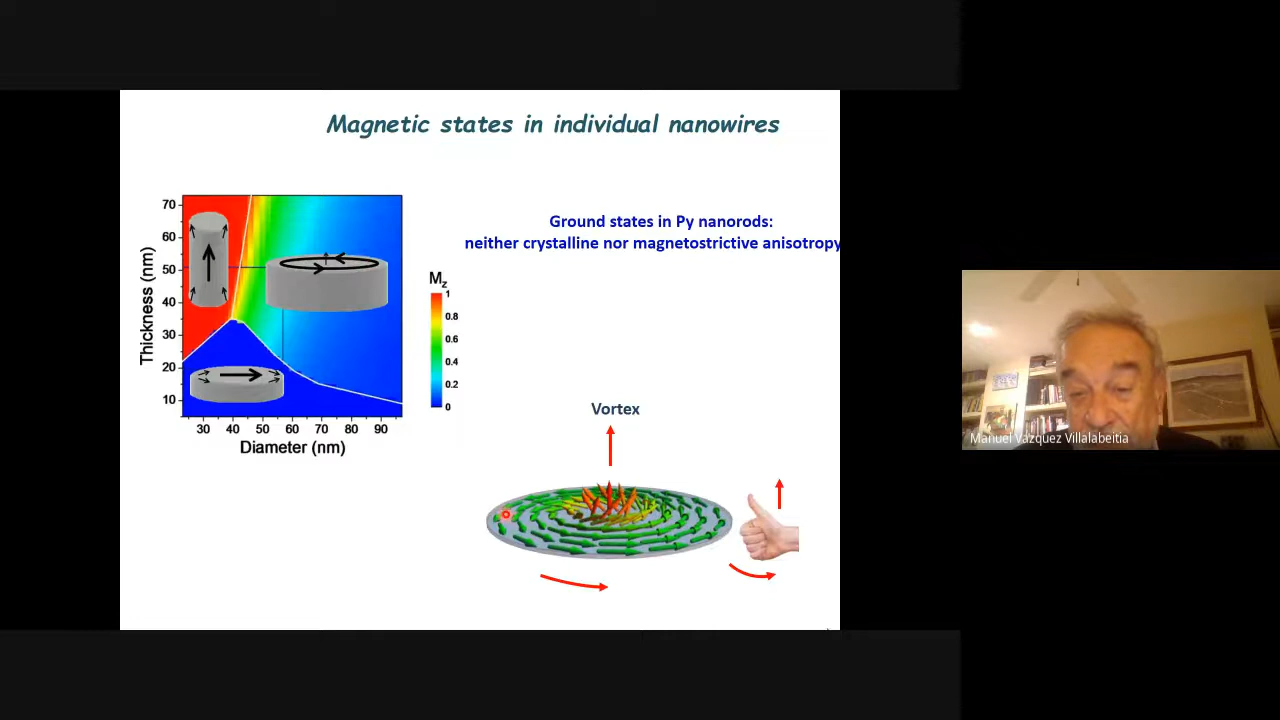 Magnetic states in individual nanowires
Ground states in Py nanorods:
neither crystalline nor magnetostrictive anisotropy
Thickness (nm)
70
60
50
40
30
20
10
30 40 50 60 70 80 90
Diameter (nm)
Mz
1
0.8
0.6
0.4
0.2
0
Vortex
Manuel Vázquez Villalabeitia